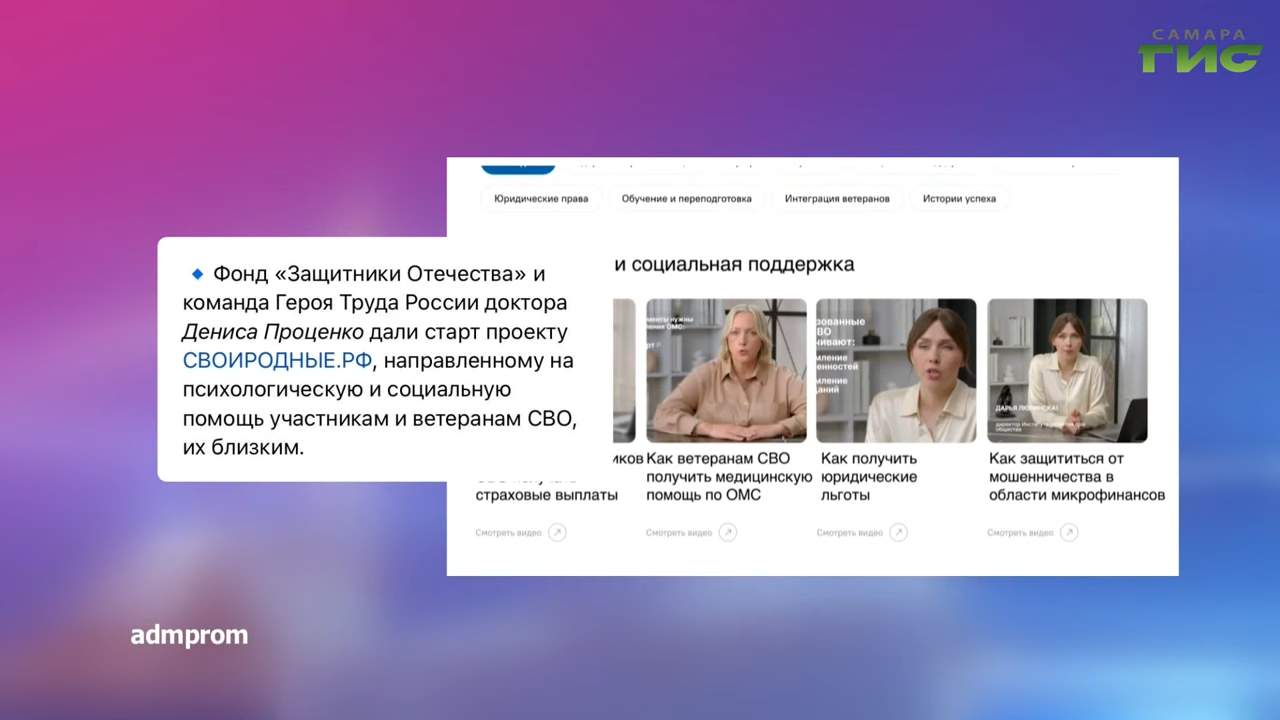 САМАРА
ГИС
Юридические права
Обучение и переподготовка
Интеграция ветеранов
Истории успеха
и социальная поддержка
🔹 Фонд «Защитники Отечества» и
команда Героя Труда России доктора
Дениса Проценко дали старт проекту
СВОИРОДНЫЕ.РФ, направленному на
психологическую и социальную
помощь участникам и ветеранам СВО,
их близким.
страховые выплаты
Смотреть видео
Как ветеранам СВО
получить медицинскую
помощь по ОМС
Смотреть видео
Как получить
юридические
льготы
Смотреть видео
Как защититься от
мошенничества в
области микрофинансов
Смотреть видео
admprom